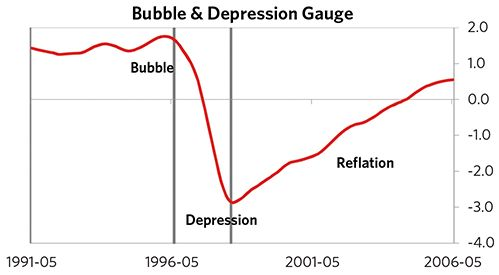 Bubble & Depression Gauge
2.0
Bubble
1.0
0.0
-1.0
Reflation
-2.0
Depression
-3.0
-4.0
1991-05 1996-05 2001-05 2006-05